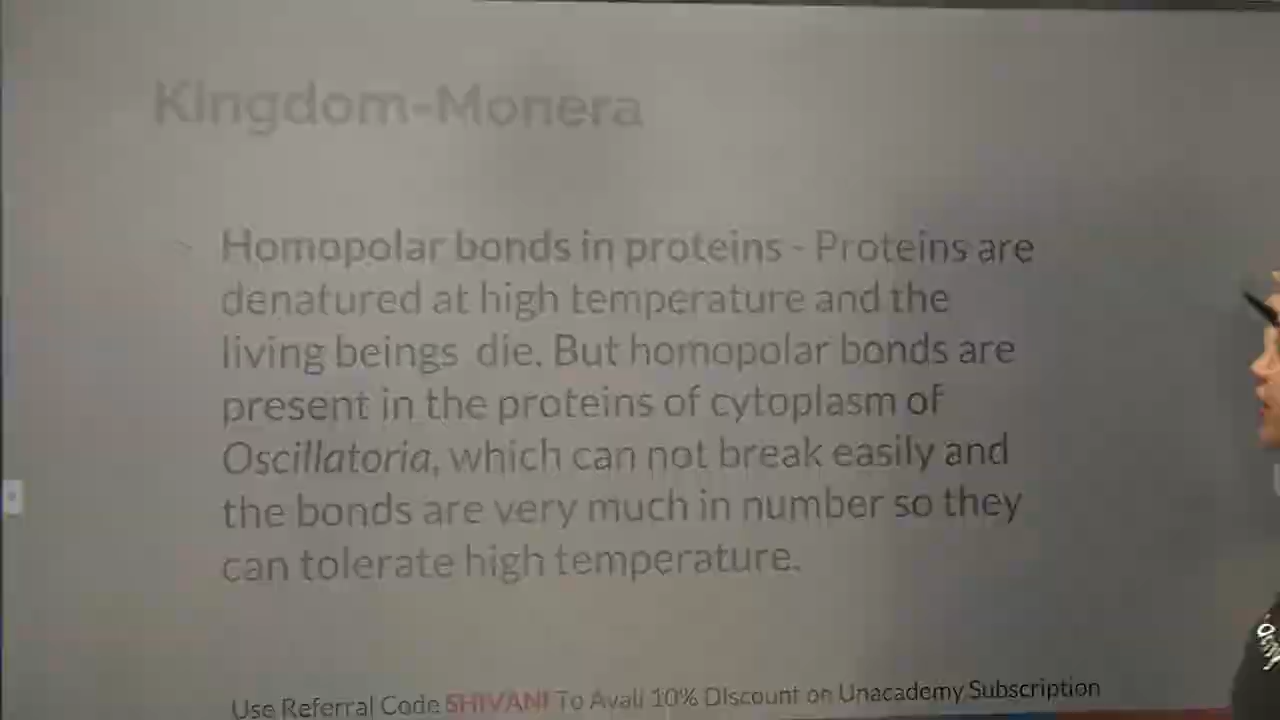 Kingdom-Monera
Homopolar bonds in proteins - Proteins are
denatured at high temperature and the
living beings die. But homopolar bonds are
present in the proteins of cytoplasm of
Oscillatoria, which can not break easily and
the bonds are very much in number so they
can tolerate high temperature.
Use Referral Code SHIVANI To Avail 10% Discount on Unacademy Subscription